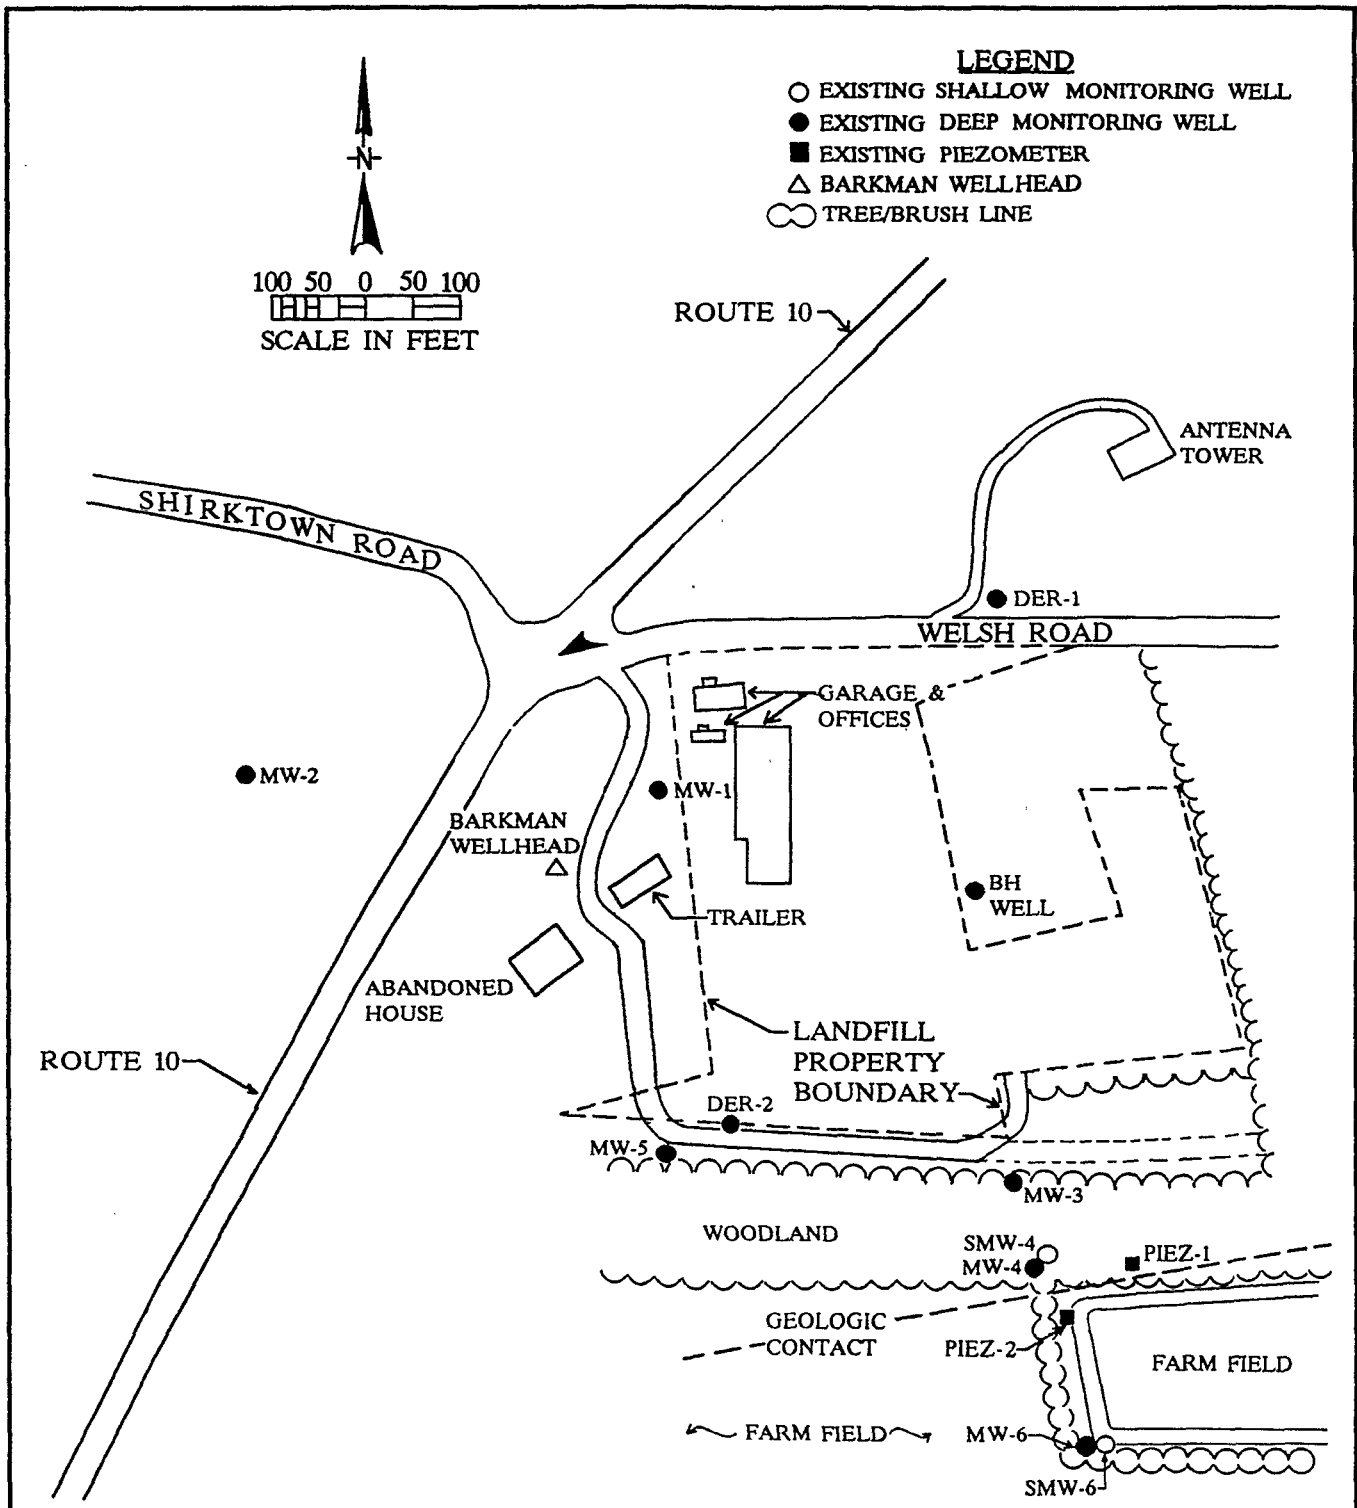 LEGEND
EXISTING SHALLOW MONITORING WELL
EXISTING DEEP MONITORING WELL
EXISTING PIEZOMETER
BARKMAN WELLHEAD
TREE/BRUSH LINE
N
100 50 0 50 100
SCALE IN FEET
ROUTE 10
ANTENNA
TOWER
SHIRKTOWN ROAD
DER-1
WELSH ROAD
GARAGE &
OFFICES
MW-2
MW-1
BARKMAN
WELLHEAD
BH
WELL
TRAILER
ABANDONED
HOUSE
LANDFILL
PROPERTY
BOUNDARY
ROUTE 10
DER-2
MW-5
MW-3
WOODLAND
SMW-4
MW-4
PIEZ-1
GEOLOGIC
CONTACT
PIEZ-2
FARM FIELD
FARM FIELD
MW-6
SMW-6